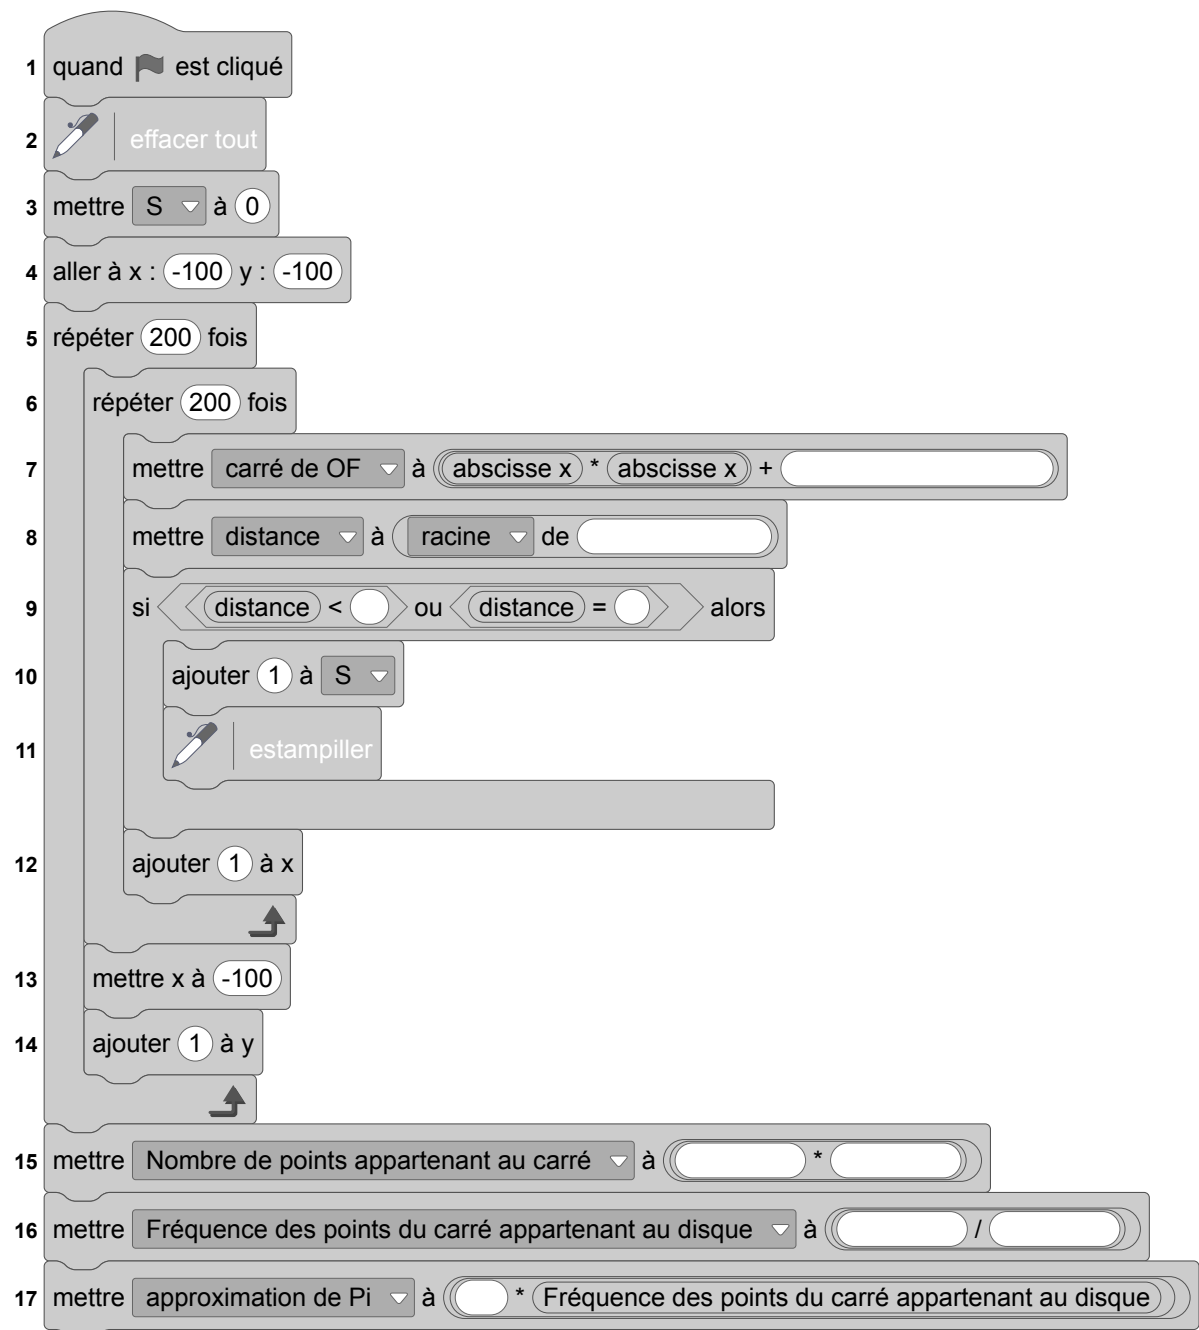 1 quand est cliqué
2 effacer tout
3 mettre S à 0
4 aller à x : -100 y : -100
5 répéter 200 fois
6 répéter 200 fois
7 mettre carré de OF à abscisse x * abscisse x +
8 mettre distance à racine de
9 si distance < ou distance = alors
10 ajouter 1 à S
11 estampiller
12 ajouter 1 à x
13 mettre x à -100
14 ajouter 1 à y
15 mettre Nombre de points appartenant au carré à *
16 mettre Fréquence des points du carré appartenant au disque à /
17 mettre approximation de Pi à * Fréquence des points du carré appartenant au disque